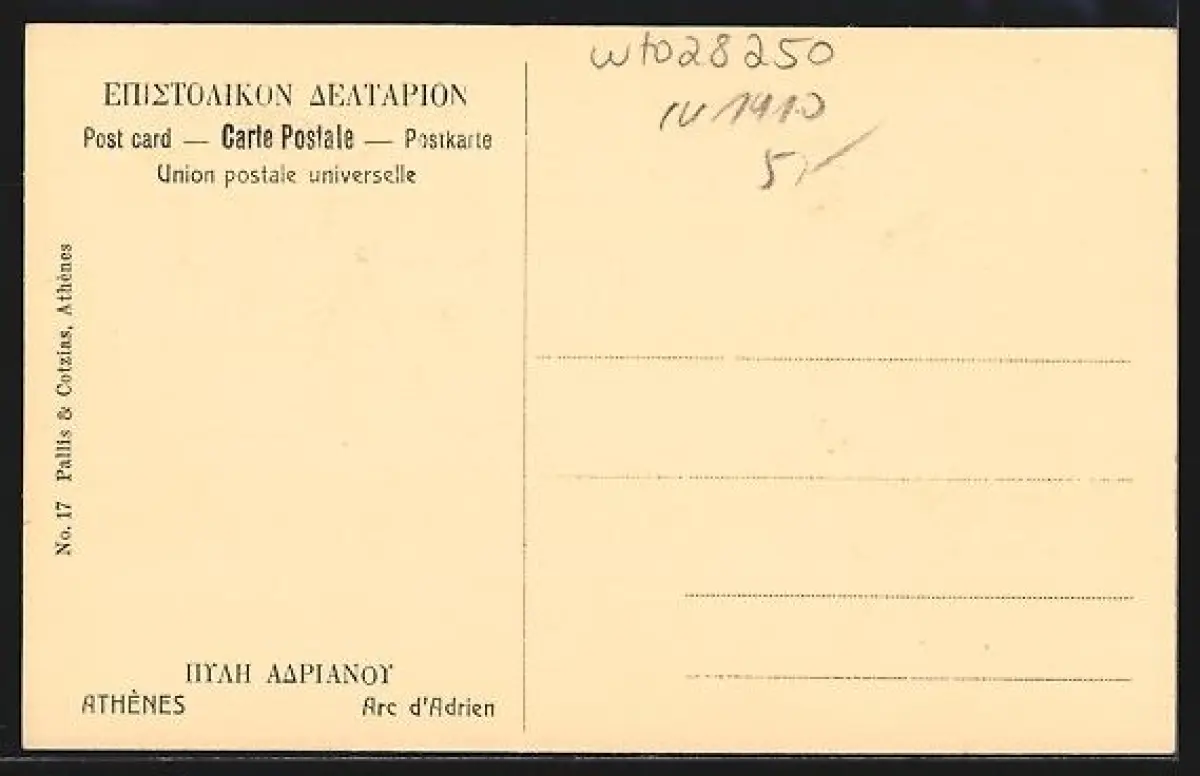 ΕΠΙΣΤΟΛΙΚΟΝ ΔΕΛΤΑΡΙΟΝ
Post card — Carte Postale — Postkarte
Union postale universelle
No. 17 Pallis & Cotzias, Athènes
ΠΥΛΗ ΑΔΡΙΑΝΟΥ
ATHÈNES Arc d'Adrien
wto28250